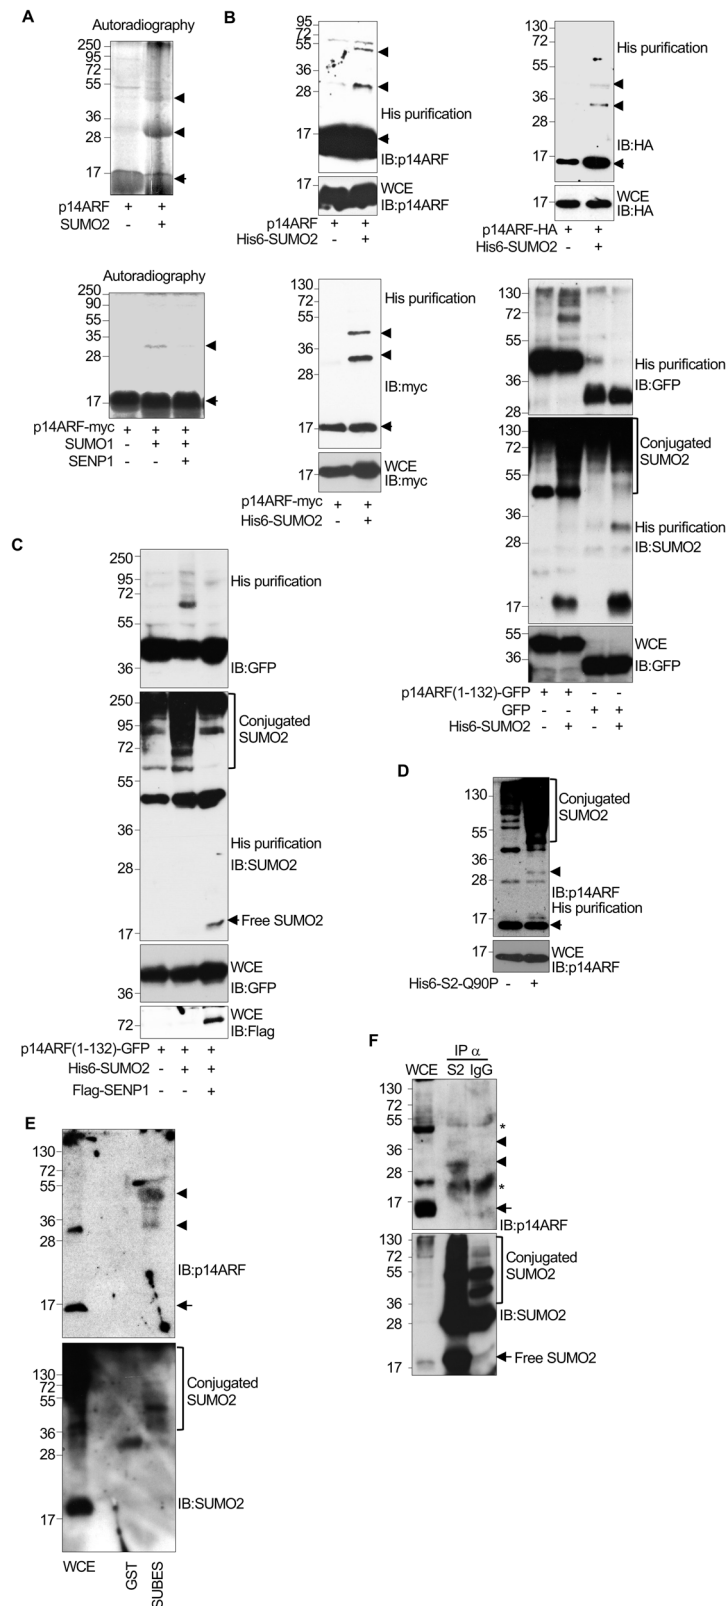 A
Autoradiography
250
95
72
55
36
28
17
p14ARF + +
SUMO2 - +
Autoradiography
250
90
55
35
28
17
p14ARF-myc + + +
SUMO1 - + +
SENP1 - - +
B
95
72
55
36
28
His purification
17
IB:p14ARF
17
WCE
IB:p14ARF
p14ARF + +
His6-SUMO2 - +
130
72
55
His purification
36
28
IB:HA
17
17
WCE
IB:HA
p14ARF-HA + +
His6-SUMO2 - +
130
72
55
His purification
36
28
IB:myc
17
17
WCE
IB:myc
p14ARF-myc + +
His6-SUMO2 - +
130
72
55
His purification
36
IB:GFP
28
130
72
55
Conjugated
SUMO2
36
His purification
28
IB:SUMO2
17
55
WCE
36
IB:GFP
p14ARF(1-132)-GFP + + - -
GFP - - + +
His6-SUMO2 - + - +
C
250
95
72
His purification
55
36
IB:GFP
250
95
72
Conjugated
SUMO2
55
36
His purification
28
IB:SUMO2
Free SUMO2
17
WCE
36
IB:GFP
WCE
72
IB:Flag
p14ARF(1-132)-GFP + + +
His6-SUMO2 - + +
Flag-SENP1 - - +
D
130
Conjugated
SUMO2
55
36
28
IB:p14ARF
His purification
17
17
WCE
IB:p14ARF
His6-S2-Q90P - +
E
130
72
55
36
28
IB:p14ARF
17
130
72
55
Conjugated
SUMO2
36
28
IB:SUMO2
17
WCE
GST
SUBES
F
IP α
WCE S2 IgG
130
72
55
*
36
28
*
17
IB:p14ARF
130
72
55
Conjugated
SUMO2
36
28
IB:SUMO2
Free SUMO2
17